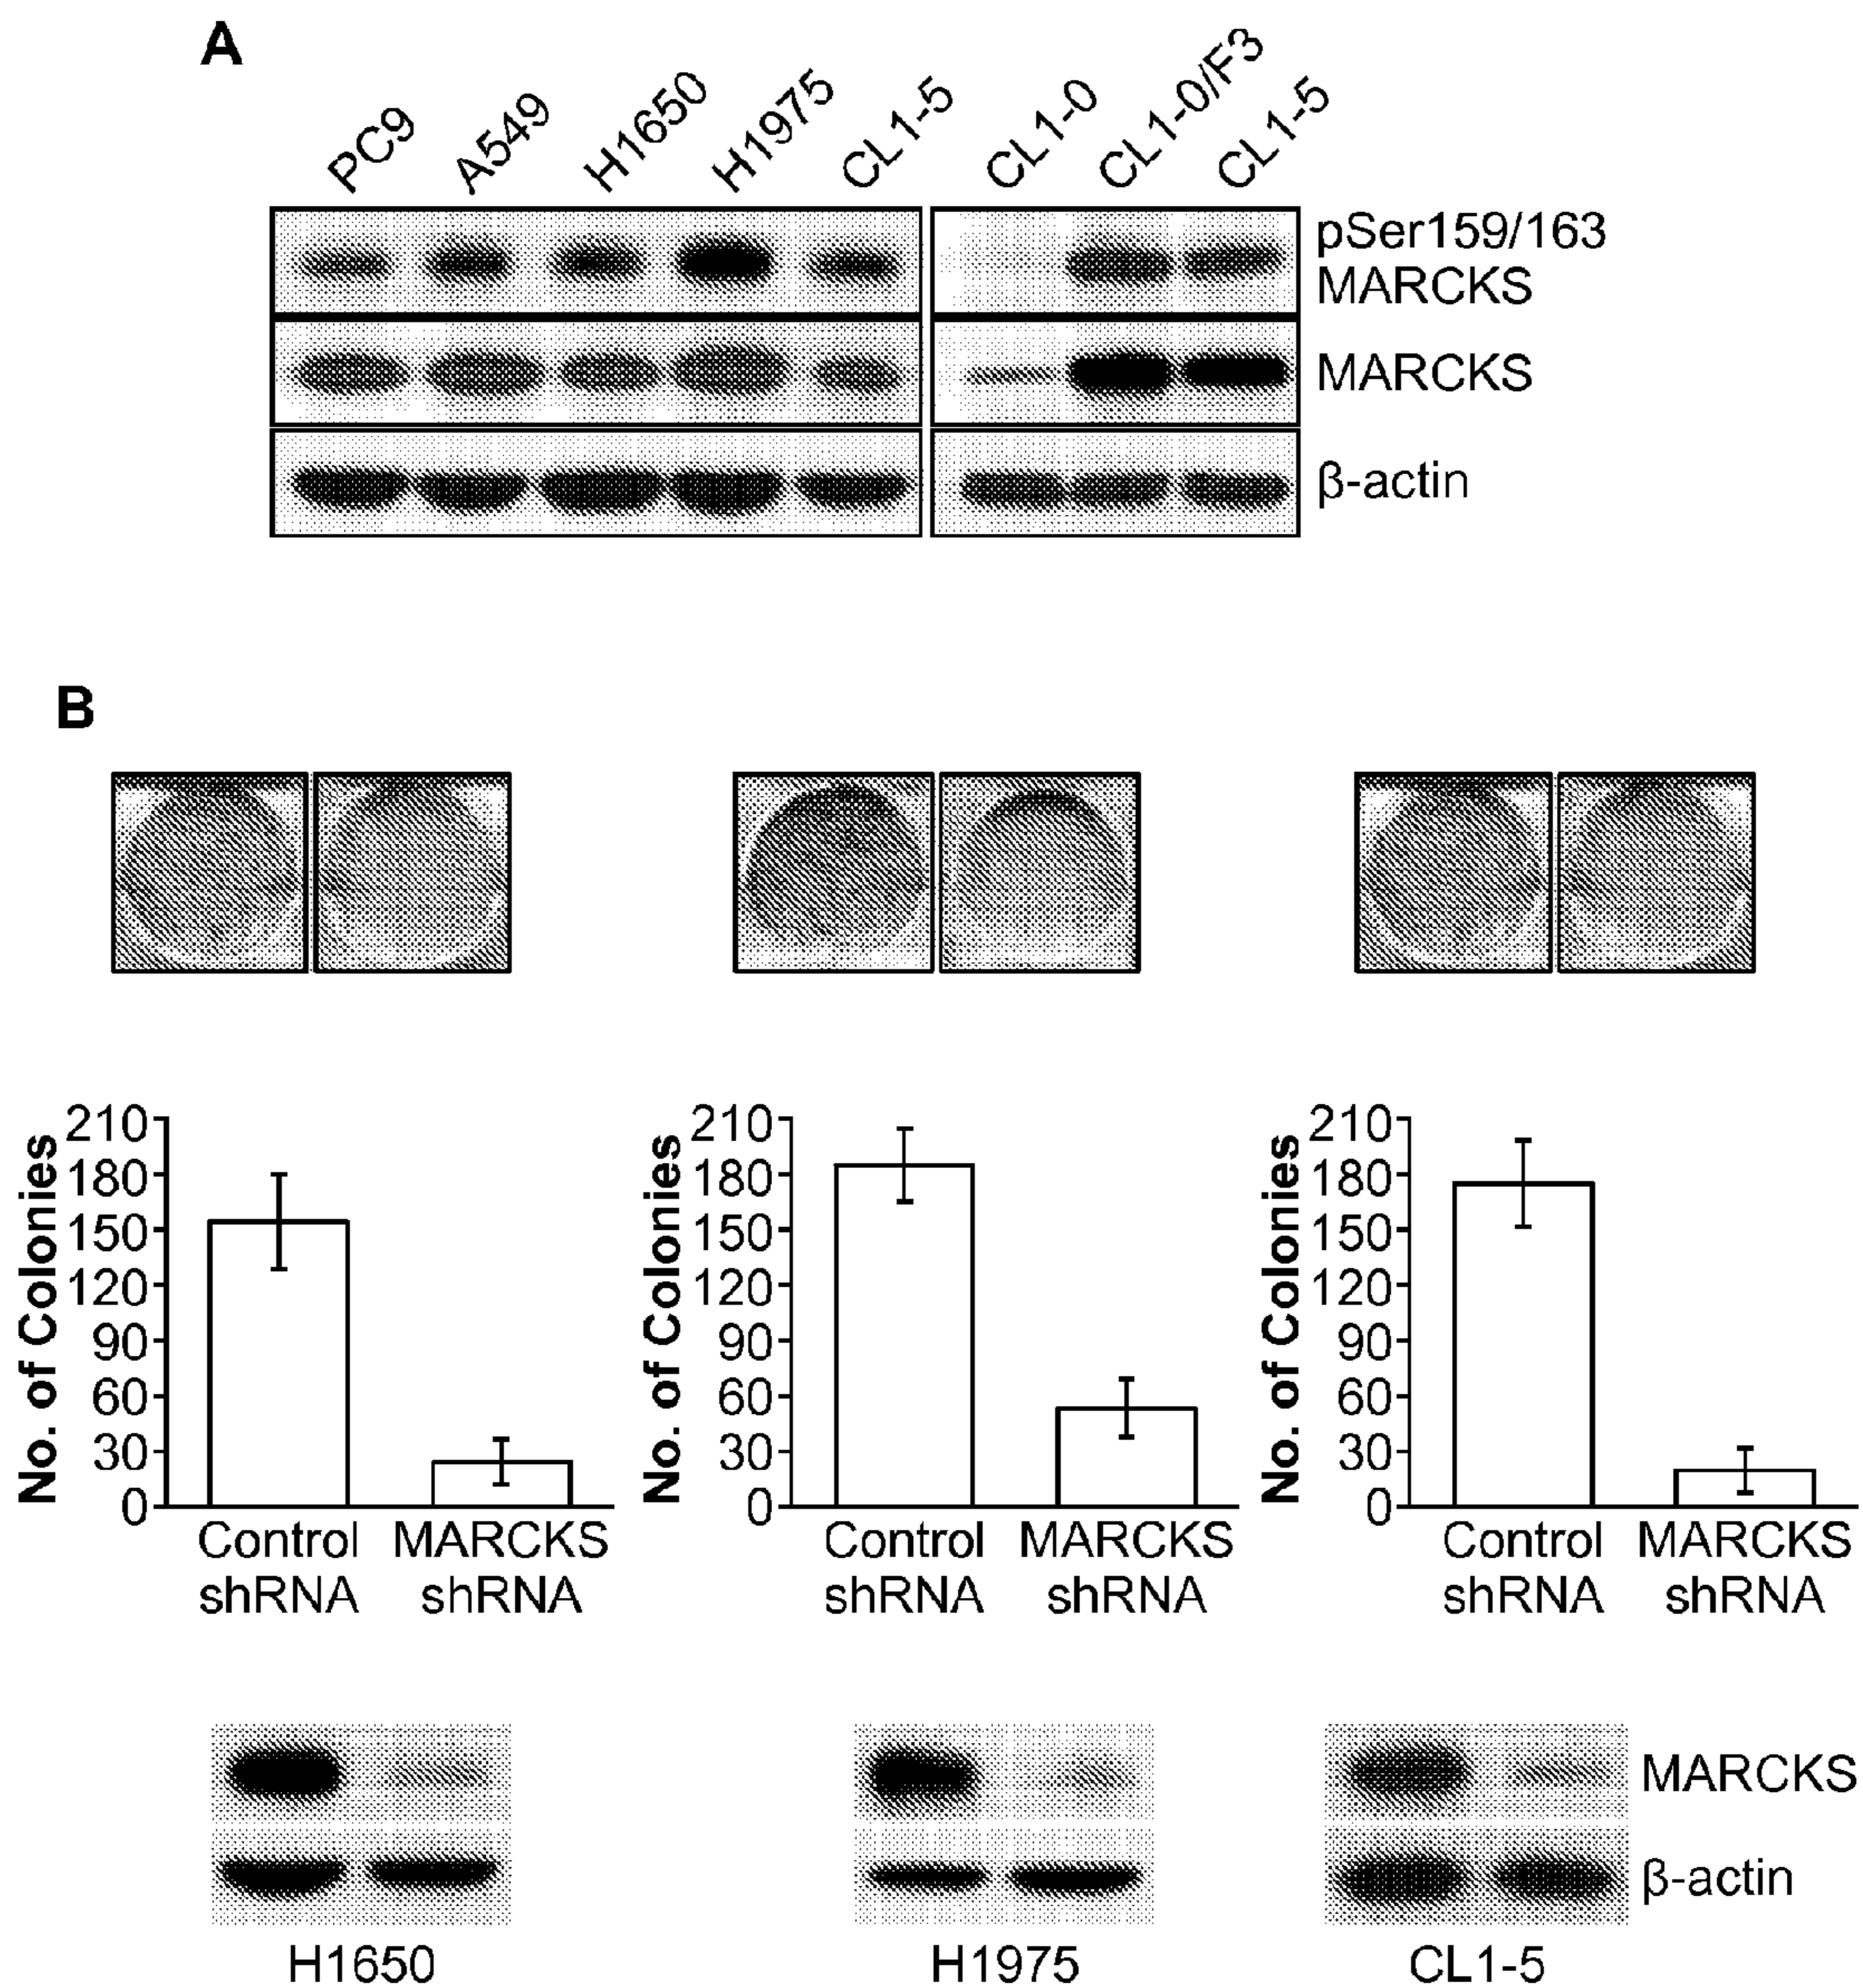 A
PC9 A549 H1650 H1975 CL1-5 CL1-0 CL1-0/F3 CL1-5
pSer159/163
MARCKS
MARCKS
β-actin
B
No. of Colonies
210
180
150
120
90
60
30
0
Control MARCKS
shRNA shRNA
No. of Colonies
210
180
150
120
90
60
30
0
Control MARCKS
shRNA shRNA
No. of Colonies
210
180
150
120
90
60
30
0
Control MARCKS
shRNA shRNA
MARCKS
β-actin
H1650 H1975 CL1-5